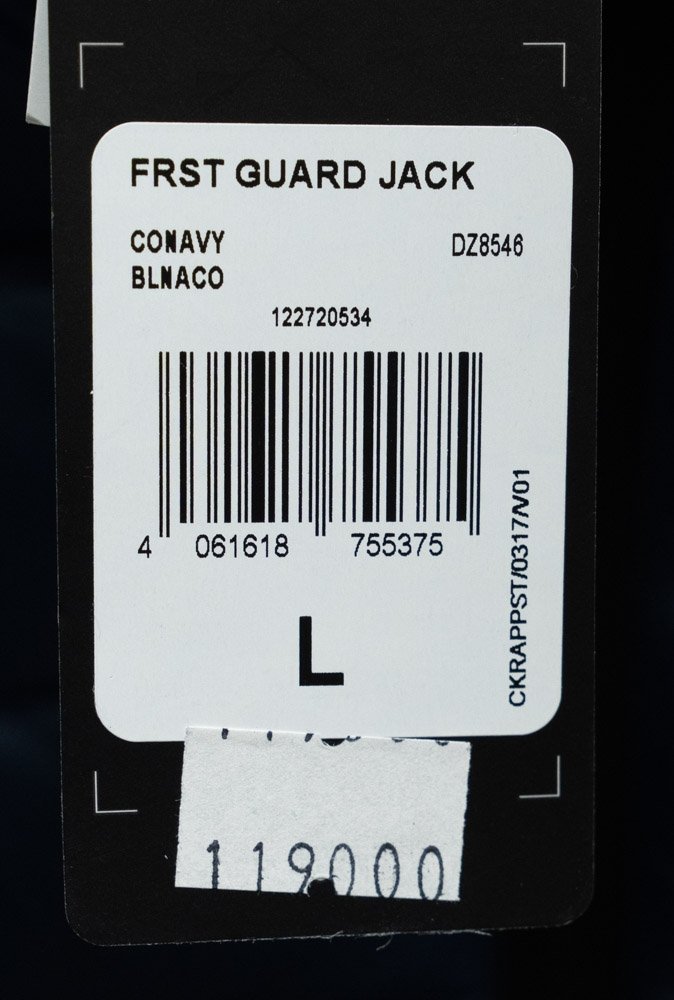 FRST GUARD JACK
CONAVY
DZ8546
BLNACO
122720534
4 061618 755375
CKRAPPST/0317/V01
L
119000